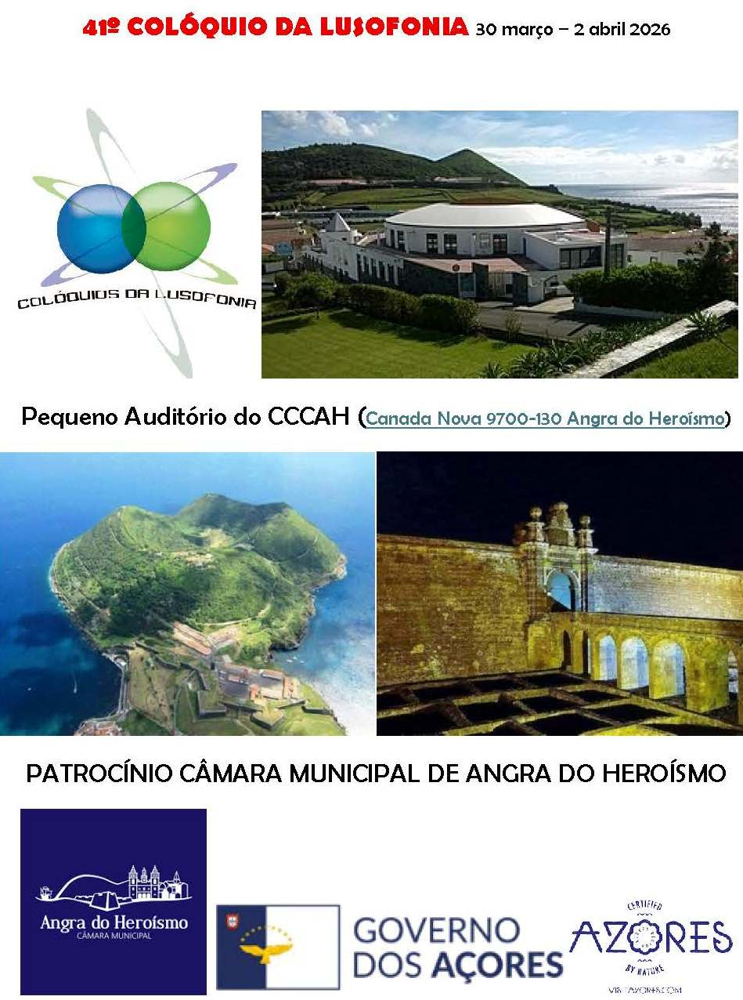 41º COLÓQUIO DA LUSOFONIA 30 março – 2 abril 2026
COLÓQUIOS DA LUSOFONIA
Pequeno Auditório do CCCAH (Canada Nova 9700-130 Angra do Heroísmo)
PATROCÍNIO CÂMARA MUNICIPAL DE ANGRA DO HEROÍSMO
Angra do Heroísmo
CÂMARA MUNICIPAL
GOVERNO
DOS AÇORES
CERTIFIED
AZORES
BY NATURE
VISITAZORES.COM